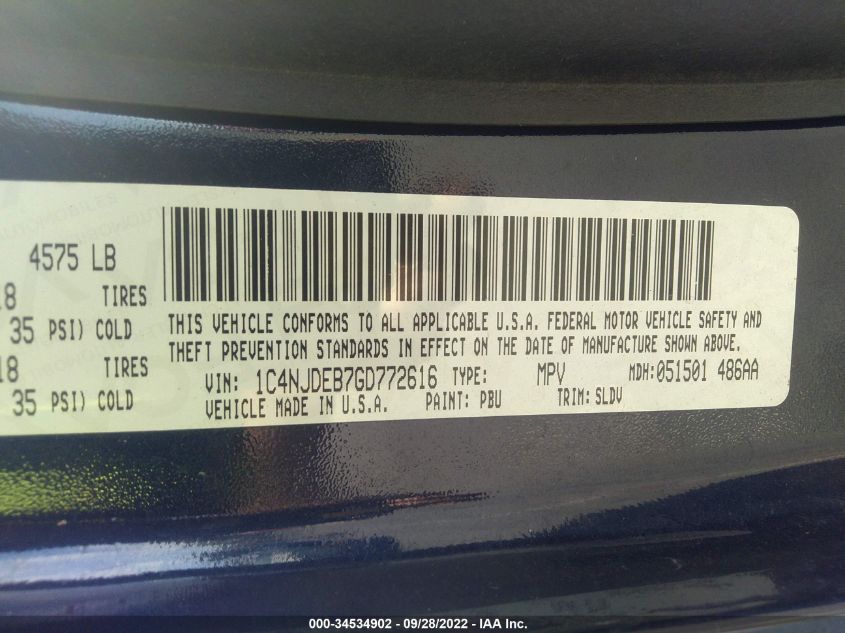 4575 LB
18 TIRES
35 PSI) COLD
18 TIRES
35 PSI) COLD
THIS VEHICLE CONFORMS TO ALL APPLICABLE U.S.A. FEDERAL MOTOR VEHICLE SAFETY AND
THEFT PREVENTION STANDARDS IN EFFECT ON THE DATE OF MANUFACTURE SHOWN ABOVE.
VIN: 1C4NJDEB7GD772616 TYPE: MPV MDH:051501 486AA
VEHICLE MADE IN U.S.A. PAINT: PBU TRIM: SLDV
000-34534902 - 09/28/2022 - IAA Inc.